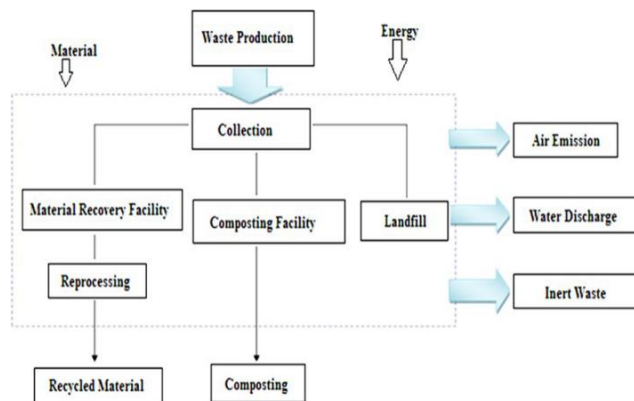 Waste Production
Energy
Material
Collection
Air Emission
Material Recovery Facility
Composting Facility
Landfill
Water Discharge
Reprocessing
Inert Waste
Recycled Material
Composting